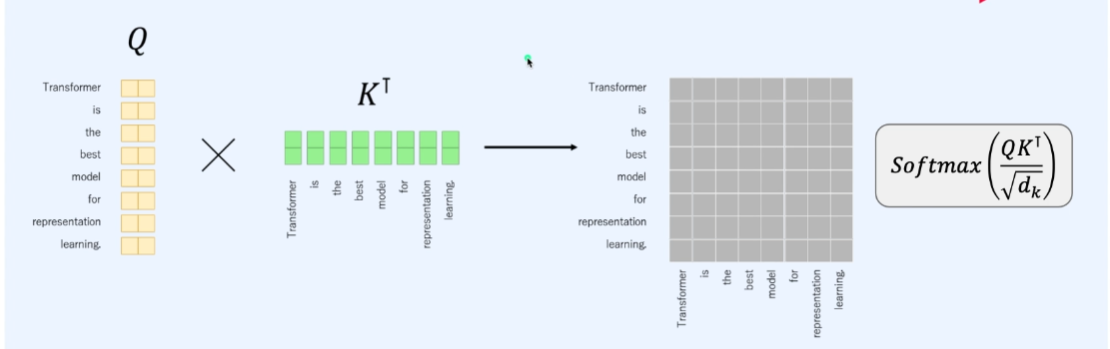 Q
Transformer
is
the
best
model
for
representation
learning.
×
K⊺
Transformer
is
the
best
model
for
representation
learning.
Transformer
is
the
best
model
for
representation
learning.
Transformer
is
the
best
model
for
representation
learning.
Softmax(QK⊺/√dₖ)